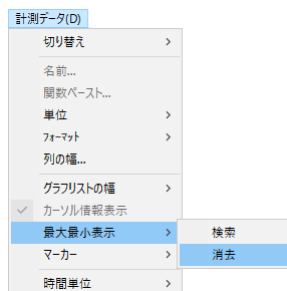 計測データ(D)
切り替え >
名前...
関数ペースト...
単位 >
フォーマット >
列の幅...
グラフリストの幅 >
✓ カーソル情報表示
最大最小表示 > 検索
マーカー > 消去
時間単位 >